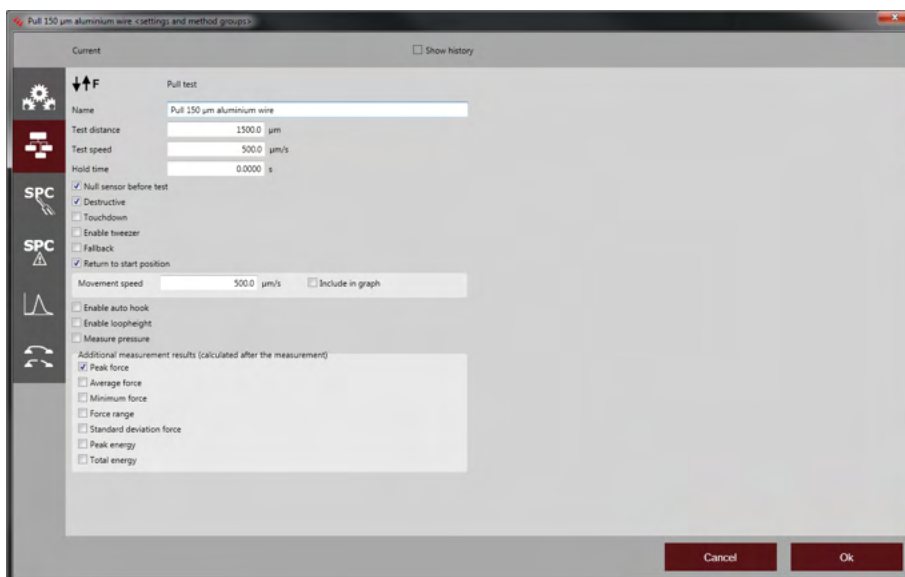 Pull 150 µm aluminium wire <settings and method groups>
Current
Show history
F Pull test
Name Pull 150 µm aluminium wire
Test distance 1500.0 µm
Test speed 500.0 µm/s
Hold time 0.0000 s
Null sensor before test
Destructive
SPC
Touchdown
Enable tweezer
SPC
Fallback
Return to start position
Movement speed 500.0 µm/s Include in graph
Enable auto hook
Enable loopheight
Measure pressure
Additional measurement results (calculated after the measurement)
Peak force
Average force
Minimum force
Force range
Standard deviation force
Peak energy
Total energy
Cancel Ok